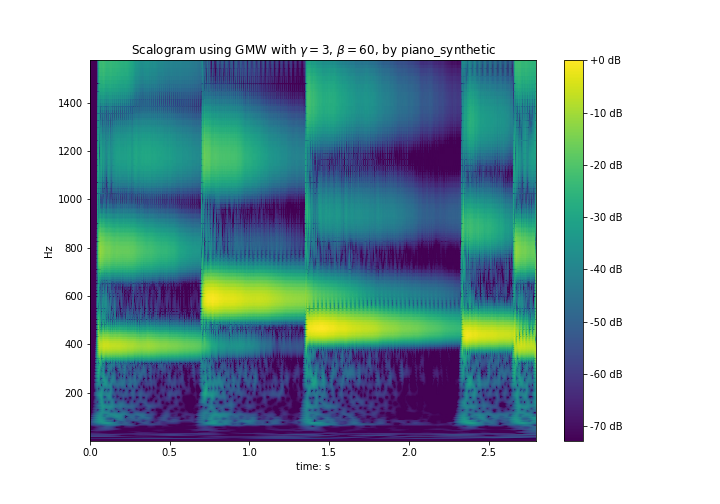 Scalogram using GMW with γ = 3, β = 60, by piano_synthetic
Hz
1400
1200
1000
800
600
400
200
0.0 0.5 1.0 1.5 2.0 2.5
time: s
+0 dB
-10 dB
-20 dB
-30 dB
-40 dB
-50 dB
-60 dB
-70 dB